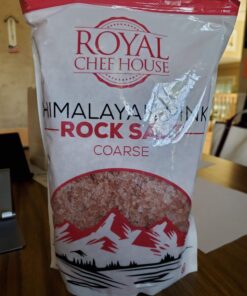 ROYAL
CHEF HOUSE
HIMALAYAN PINK
ROCK SALT
COARSE